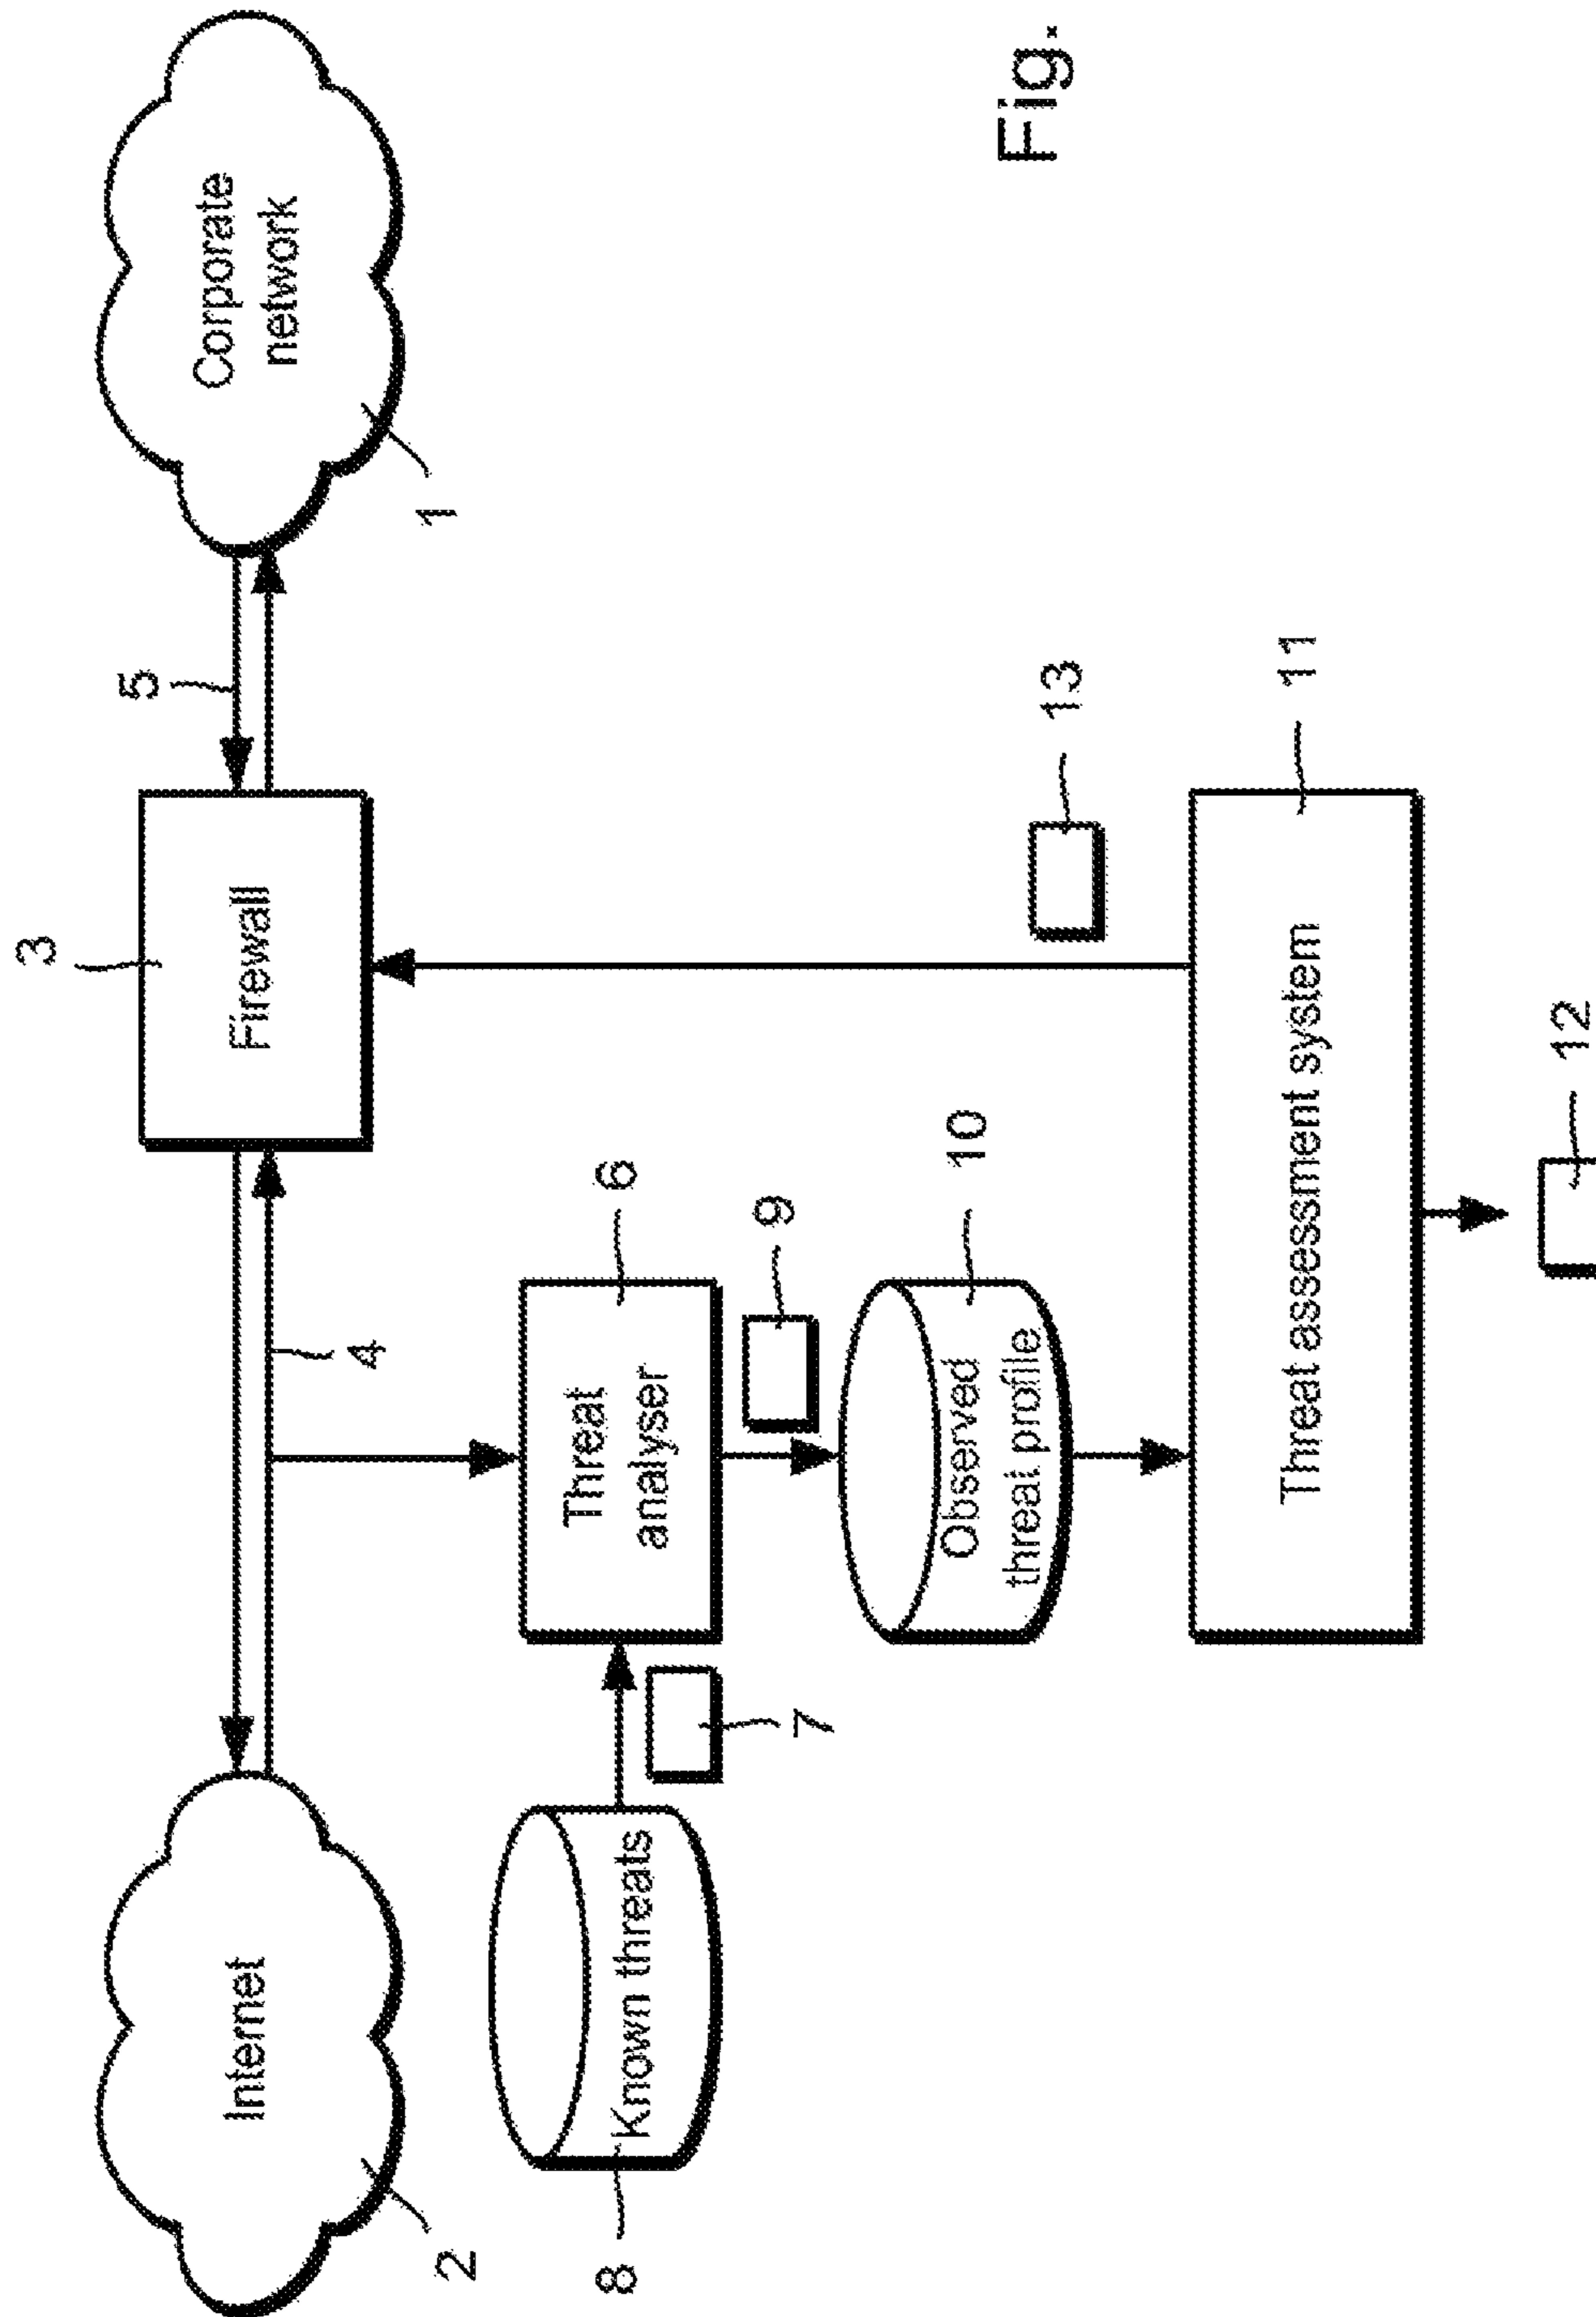 Internet
2
4
3
Firewall
5
Corporate
network
1
Known threats
8
7
Threat
analyser
6
9
Observed
threat profile
10
13
Threat assessment system
11
12
Fig.